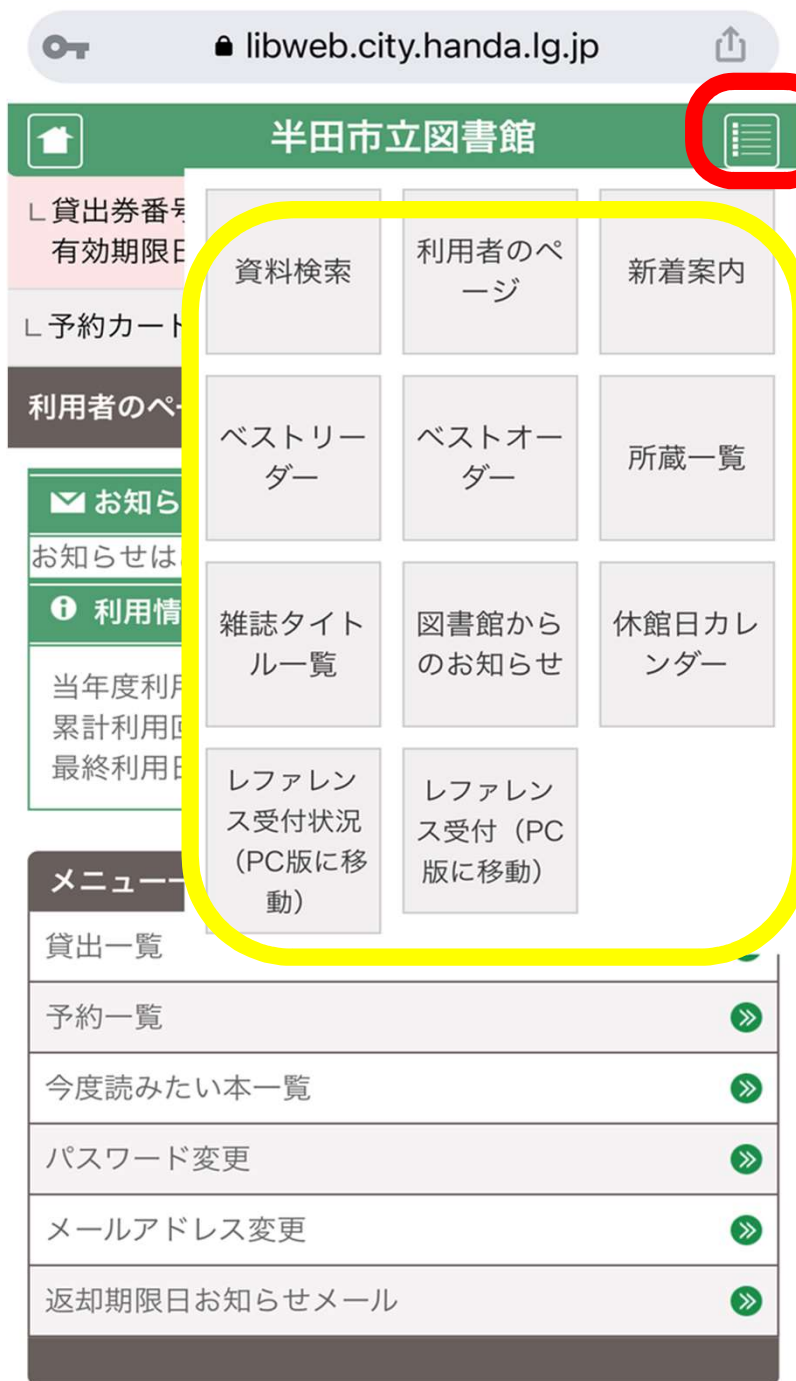 libweb.city.handa.lg.jp
半田市立図書館
∟貸出券番号
有効期限日
∟予約カート
利用者のペー
お知ら
お知らせは
利用情
当年度利用
累計利用回
最終利用日
資料検索
利用者のペ
ージ
新着案内
ベストリー
ダー
ベストオー
ダー
所蔵一覧
雑誌タイト
ル一覧
図書館から
のお知らせ
休館日カレ
ンダー
レファレン
ス受付状況
（PC版に移
動）
レファレン
ス受付（PC
版に移動）
メニュー一
貸出一覧
予約一覧
今度読みたい本一覧
パスワード変更
メールアドレス変更
返却期限日お知らせメール